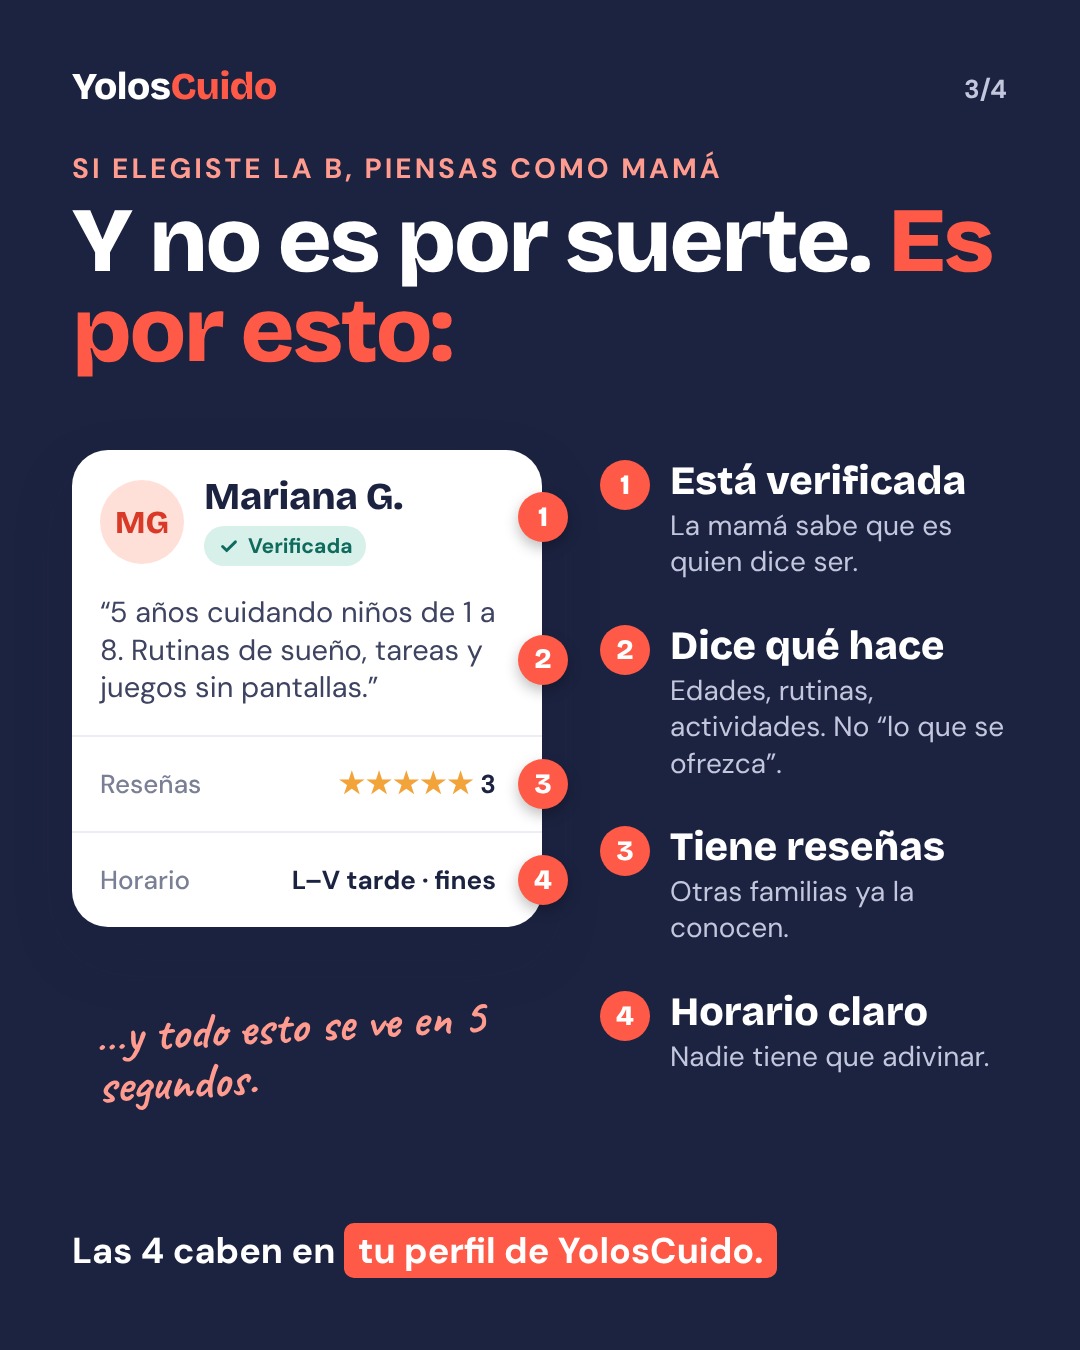 YolosCuido
3/4
SI ELEGISTE LA B, PIENSAS COMO MAMÁ
Y no es por suerte. Es
por esto:
MG
Mariana G.
✓ Verificada
1
“5 años cuidando niños de 1 a
8. Rutinas de sueño, tareas y
juegos sin pantallas.”
2
Reseñas ★★★★★ 3
3
Horario L–V tarde · fines
4
...y todo esto se ve en 5
segundos.
1 Está verificada
La mamá sabe que es
quien dice ser.
2 Dice qué hace
Edades, rutinas,
actividades. No “lo que se
ofrezca”.
3 Tiene reseñas
Otras familias ya la
conocen.
4 Horario claro
Nadie tiene que adivinar.
Las 4 caben en tu perfil de YolosCuido.